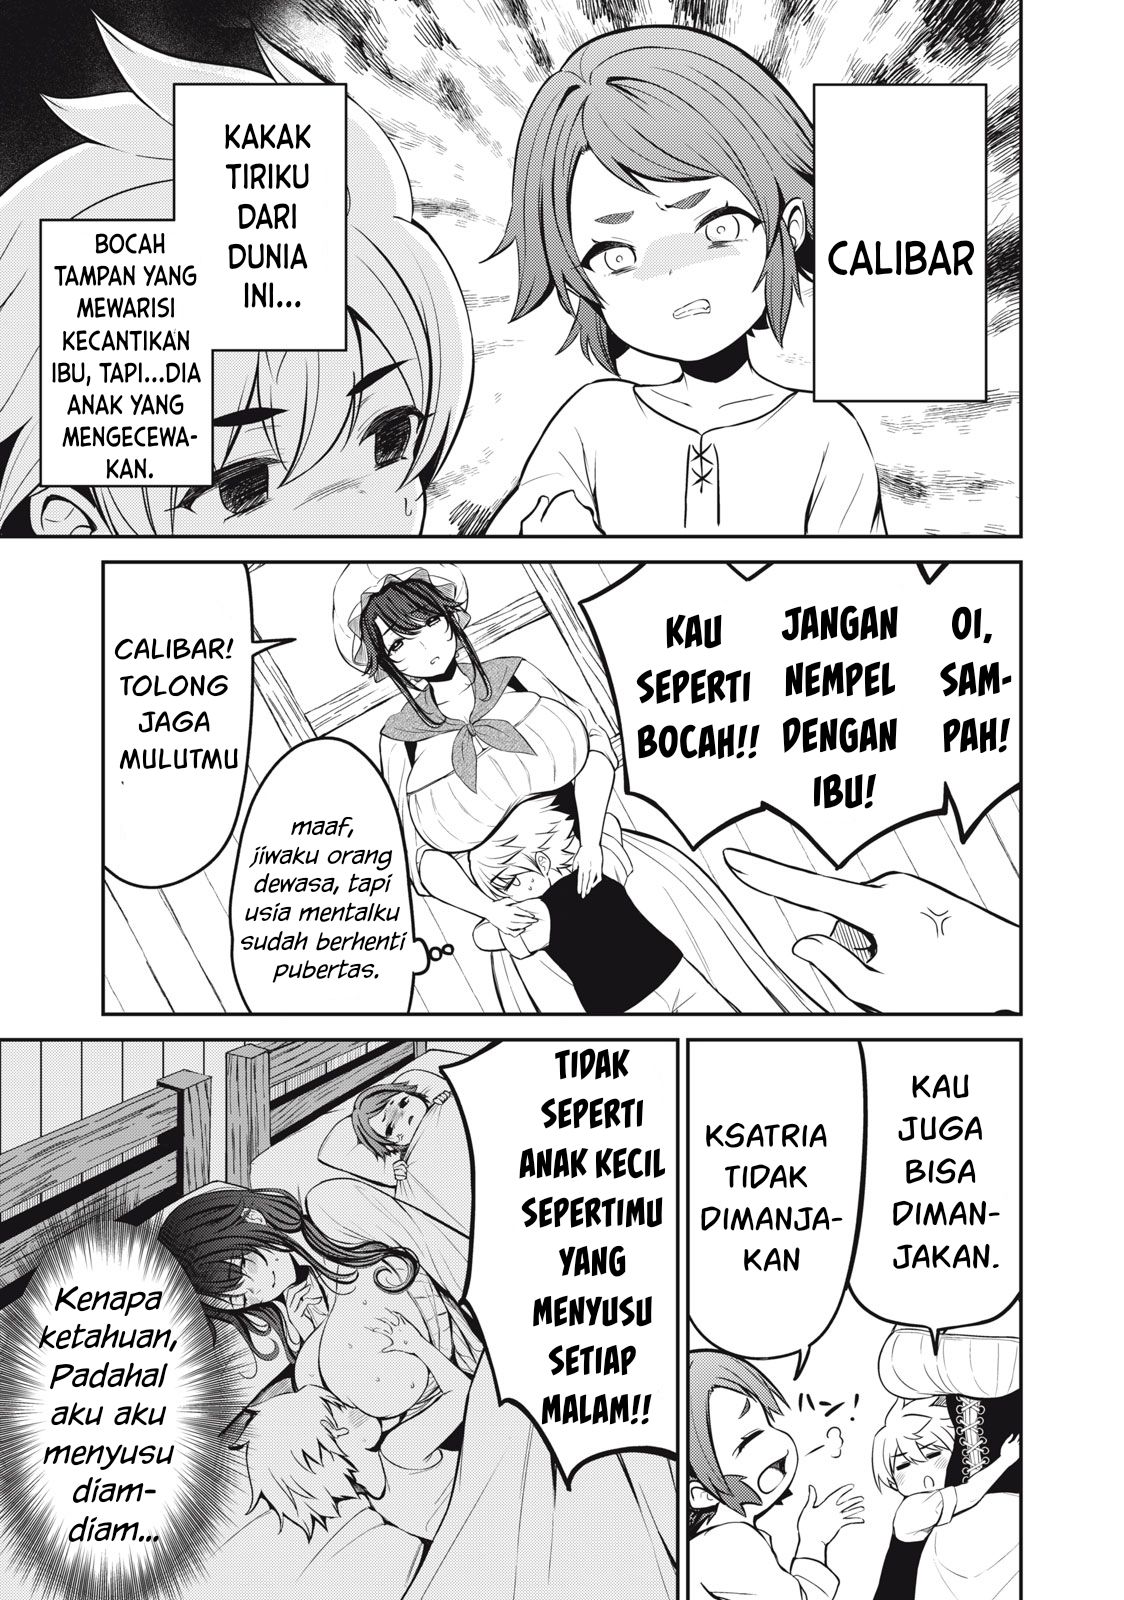 CALIBAR
KAKAK
TIRIKU
DARI
DUNIA
INI...
BOCAH
TAMPAN YANG
MEWARISI
KECANTIKAN
IBU, TAPI...DIA
ANAK YANG
MENGECEWA-
KAN.
OI,
SAM-
PAH!
JANGAN
NEMPEL
DENGAN
IBU!
KAU
SEPERTI
BOCAH!!
CALIBAR!
TOLONG
JAGA
MULUTMU
maaf,
jiwaku orang
dewasa, tapi
usia mentalku
sudah berhenti
pubertas.
KAU
JUGA
BISA
DIMAN-
JAKAN.
KSATRIA
TIDAK
DIMANJA-
KAN
ハン!
TIDAK
SEPERTI
ANAK KECIL
SEPERTIMU
YANG
MENYUSU
SETIAP
MALAM!!
Kenapa
ketahuan,
Padahal
aku aku
menyusu
diam-
diam...